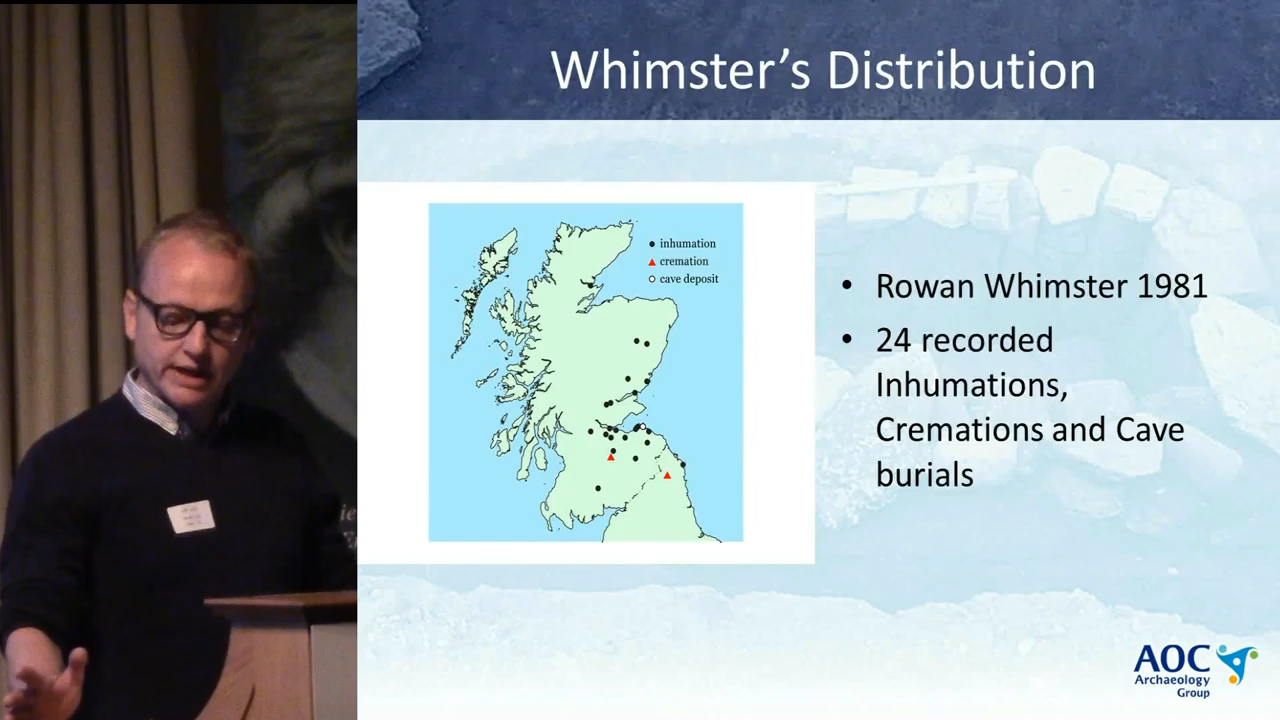 Whimster's Distribution
inhumation
cremation
cave deposit
• Rowan Whimster 1981
• 24 recorded
Inhumations,
Cremations and Cave
burials
AOC
Archaeology
Group